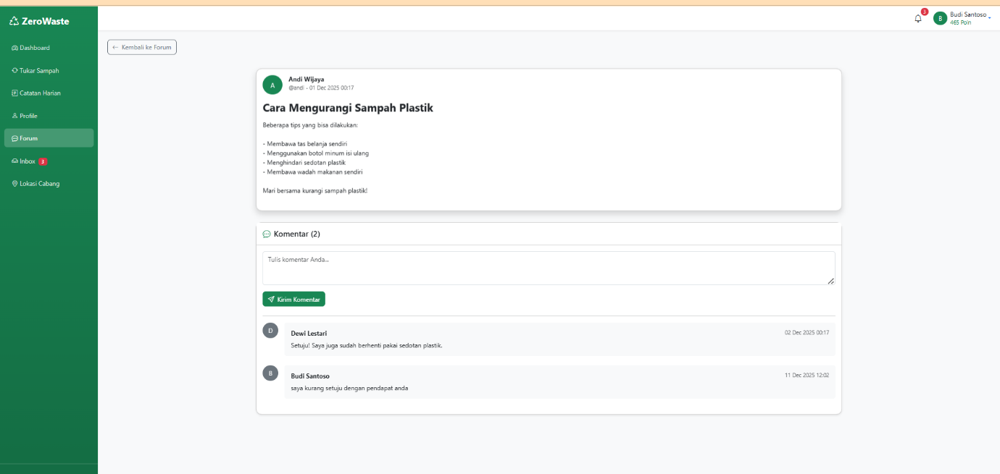 ZeroWaste
3
B
Budi Santoso
465 Poin
Dashboard
Tukar Sampah
Catatan Harian
Profile
Forum
Inbox 3
Lokasi Cabang
← Kembali ke Forum
A
Andi Wijaya
@andi - 01 Dec 2025 00:17
Cara Mengurangi Sampah Plastik
Beberapa tips yang bisa dilakukan:
- Membawa tas belanja sendiri
- Menggunakan botol minum isi ulang
- Menghindari sedotan plastik
- Membawa wadah makanan sendiri
Mari bersama kurangi sampah plastik!
Komentar (2)
Tulis komentar Anda...
Kirim Komentar
D
Dewi Lestari
02 Dec 2025 00:17
Setuju! Saya juga sudah berhenti pakai sedotan plastik.
B
Budi Santoso
11 Dec 2025 12:02
saya kurang setuju dengan pendapat anda